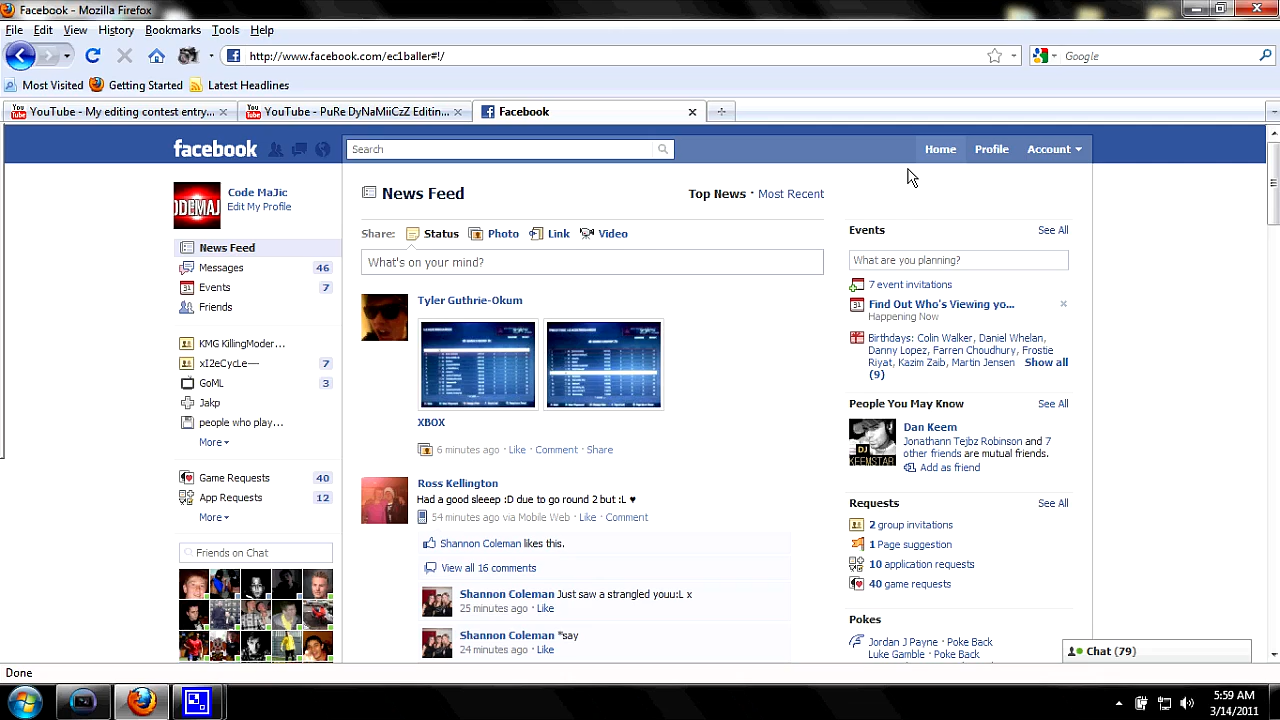 Facebook - Mozilla Firefox
File Edit View History Bookmarks Tools Help
http://www.facebook.com/ec1baller#!/
Google
Most Visited Getting Started Latest Headlines
YouTube - My editing contest entry...
YouTube - PuRe DyNaMiiCzZ Editin...
Facebook
facebook
Search
Home Profile Account
CODEMAJ
Code MaJic
Edit My Profile
News Feed
Messages 46
Events 7
Friends
KMG KillingModer...
xI2eCycLe— 7
GoML 3
Jakp
people who play...
More
Game Requests 40
App Requests 12
More
Friends on Chat
News Feed
Top News · Most Recent
Share: Status Photo Link Video
What's on your mind?
Tyler Guthrie-Okum
XBOX
6 minutes ago · Like · Comment · Share
Ross Kellington
Had a good sleeep :D due to go round 2 but :L ♥
54 minutes ago via Mobile Web · Like · Comment
Shannon Coleman likes this.
View all 16 comments
Shannon Coleman Just saw a strangled youu:L x
25 minutes ago · Like
Shannon Coleman *say
24 minutes ago · Like
Events See All
What are you planning?
7 event invitations
31 Find Out Who's Viewing yo...
Happening Now
Birthdays: Colin Walker, Daniel Whelan,
Danny Lopez, Farren Choudhury, Frostie
Riyat, Kazim Zaib, Martin Jensen Show all
(9)
People You May Know See All
DJ
KEEMSTAR
Dan Keem
Jonathann Tejbz Robinson and 7
other friends are mutual friends.
Add as friend
Requests See All
2 group invitations
1 Page suggestion
10 application requests
40 game requests
Pokes
Jordan J Payne · Poke Back
Luke Gamble · Poke Back
Chat (79)
Done
5:59 AM
3/14/2011